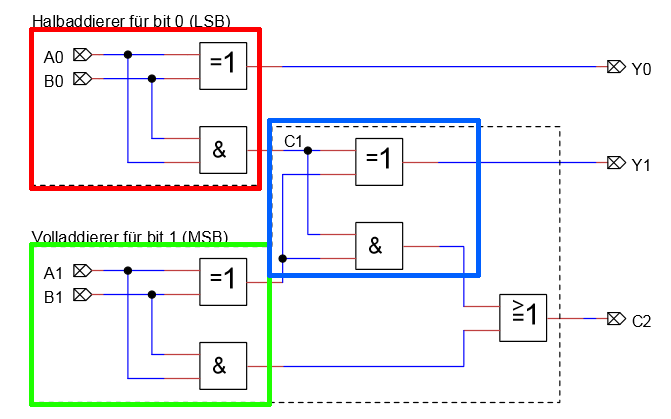 Halbaddierer für bit 0 (LSB)
A0
B0
=1
Y0
&
C1
=1
Y1
&
Volladdierer für bit 1 (MSB)
A1
B1
=1
≥1
C2
&